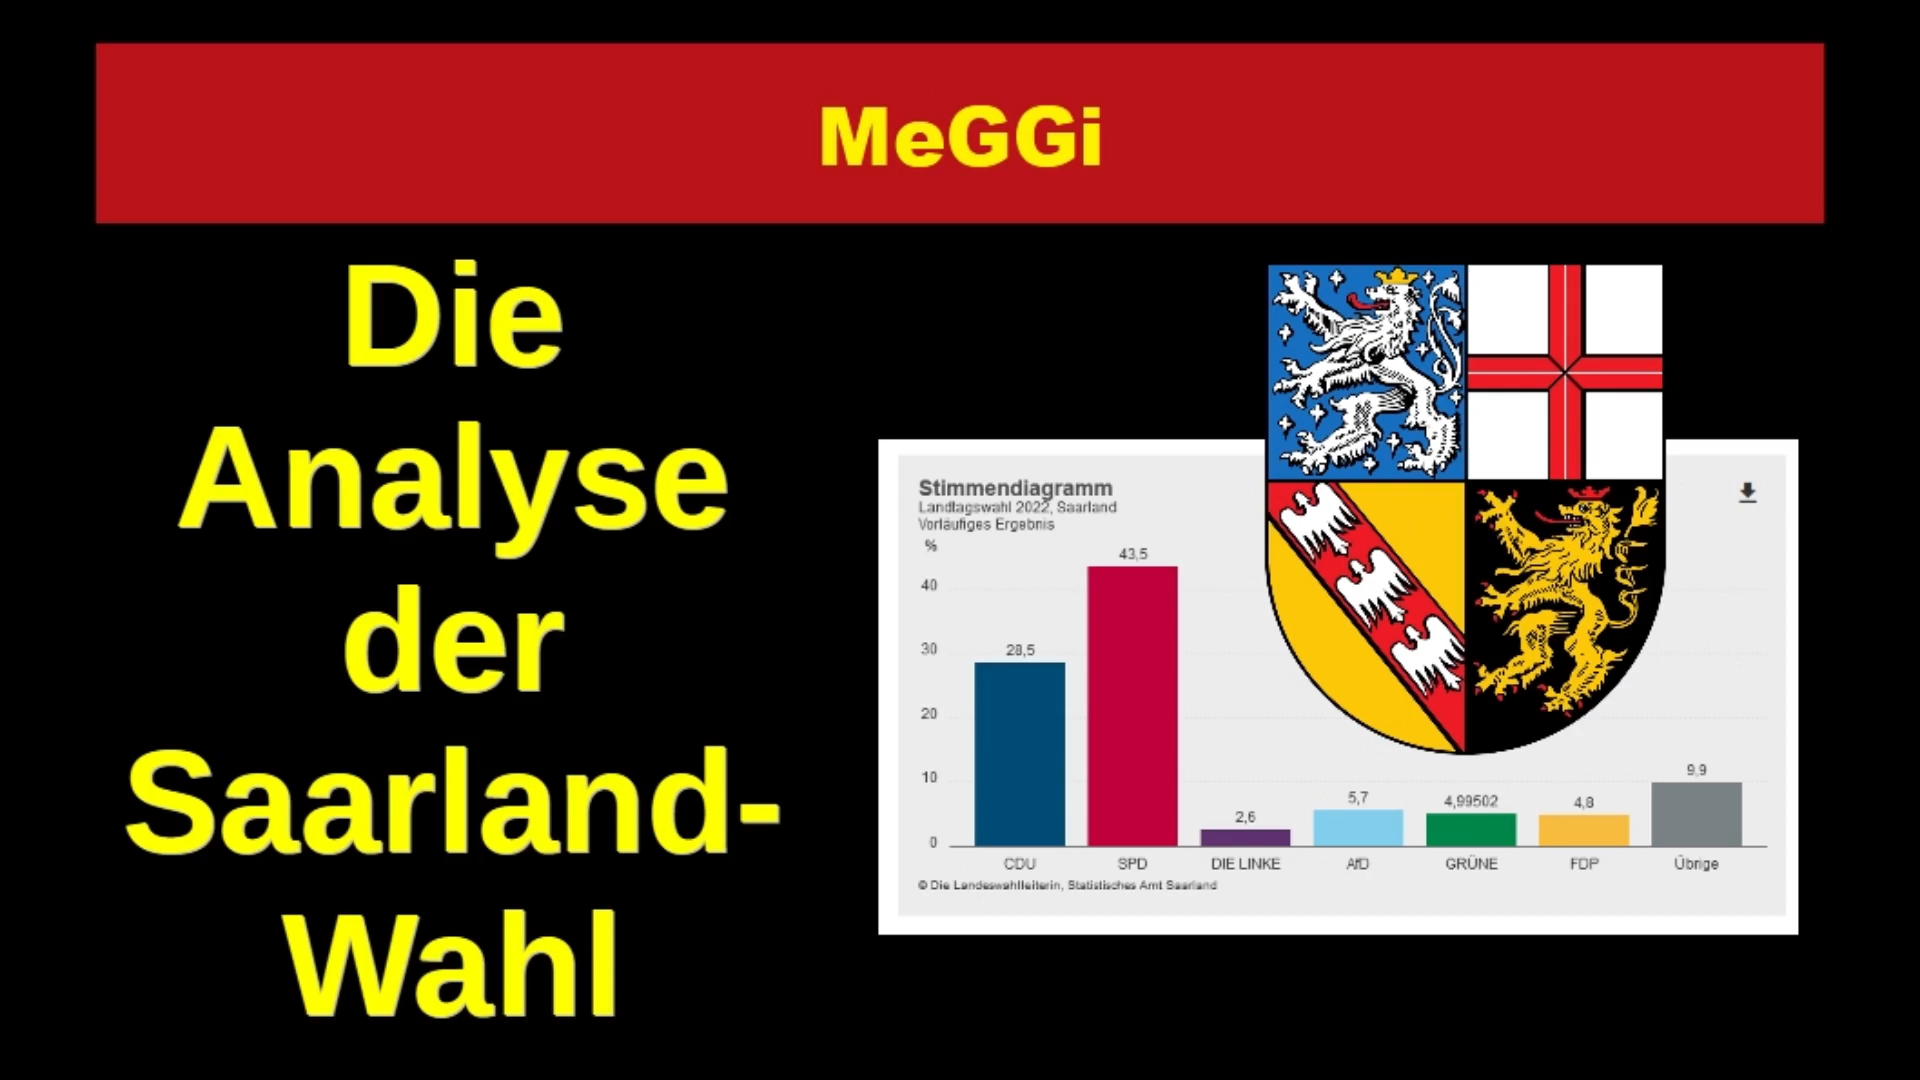 MeGGi
Die
Analyse
der
Saarland-
Wahl
Stimmendiagramm
Landtagswahl 2022, Saarland
Vorläufiges Ergebnis
%
43,5
40
30
28,5
20
10
9,9
5,7
4,99502
4,8
2,6
0
CDU SPD DIE LINKE AfD GRÜNE FDP Übrige
© Die Landeswahlleiterin, Statistisches Amt Saarland